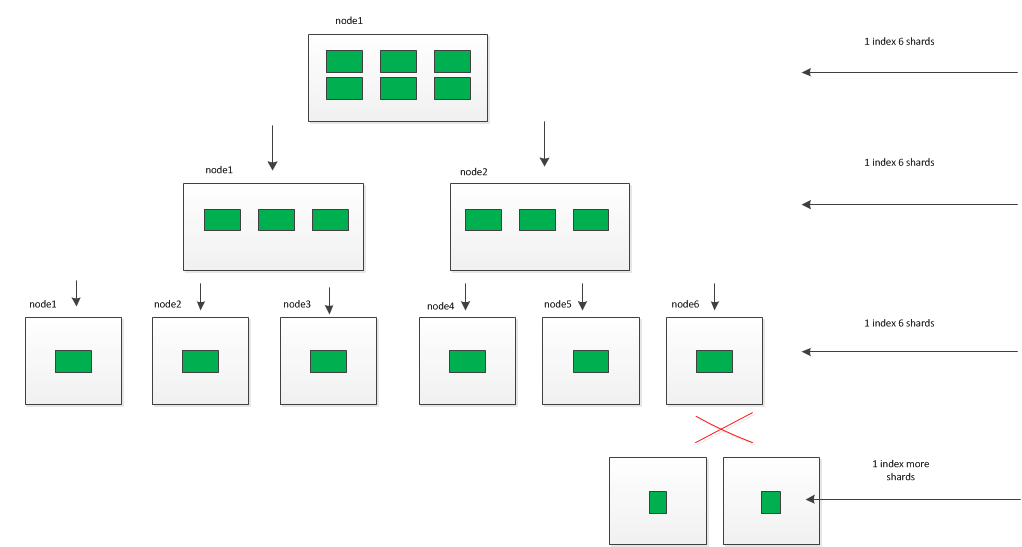 node1
1 index 6 shards
node1
node2
1 index 6 shards
node1
node2
node3
node4
node5
node6
1 index 6 shards
1 index more
shards